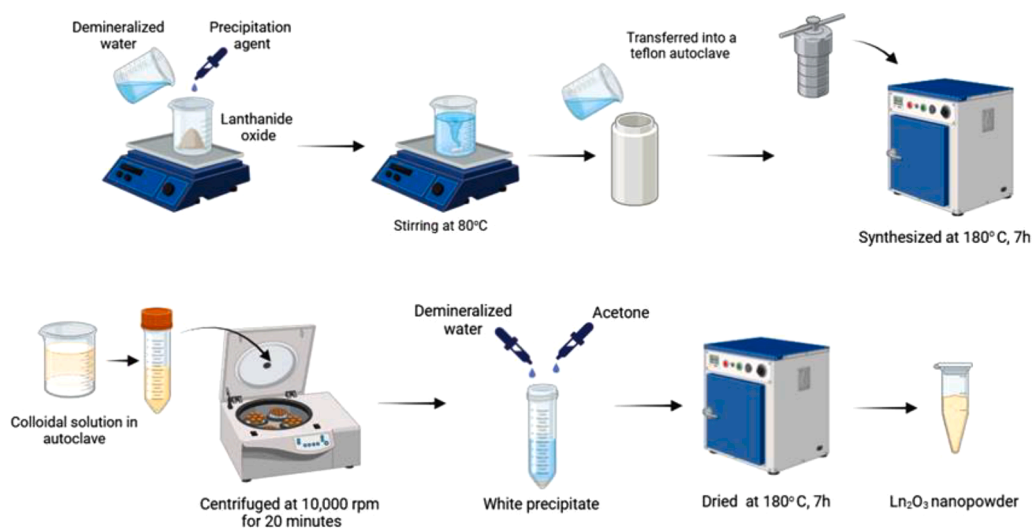 Demineralized
water
Precipitation
agent
Lanthanide
oxide
Stirring at 80°C
Transferred into a
teflon autoclave
Synthesized at 180°C, 7h
Colloidal solution in
autoclave
Centrifuged at 10,000 rpm
for 20 minutes
Demineralized
water
Acetone
White precipitate
Dried at 180°C, 7h
Ln₂O₃ nanopowder